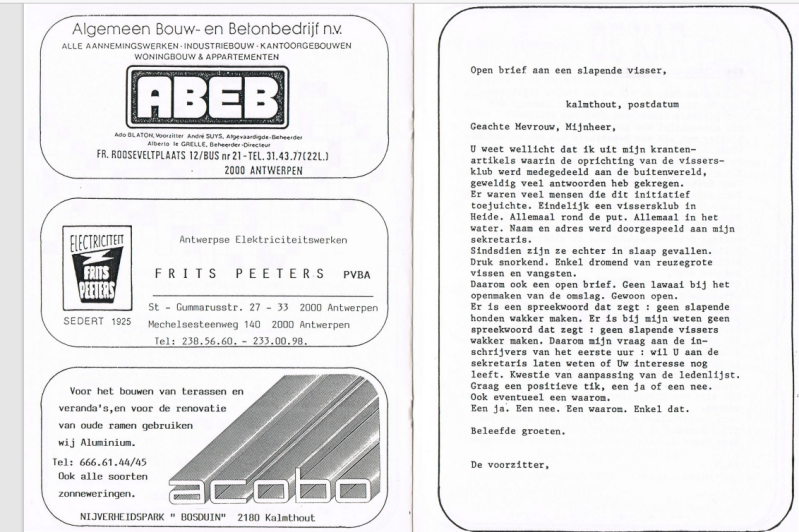 Algemeen Bouw- en Betonbedrijf n.v.
ALLE AANNEMINGSWERKEN · INDUSTRIEBOUW · KANTOORGEBOUWEN
WONINGBOUW & APPARTEMENTEN
ABEB
Ado BLATON, Voorzitter André SUYS, Afgevaardigde-Beheerder
Alberto le GRELLE, Beheerder-Directeur
FR. ROOSEVELTPLAATS 12/BUS nr 21 - TEL. 31.43.77(22L.)
2000 ANTWERPEN
ELECTRICITEIT
FRITS
PEETERS
SEDERT 1925
Antwerpse Elektriciteitswerken
FRITS PEETERS PVBA
St - Gummarusstr. 27 - 33 2000 Antwerpen
Mechelsesteenweg 140 2000 Antwerpen
Tel: 238.56.60. - 233.00.98.
Voor het bouwen van terassen en
veranda's,en voor de renovatie
van oude ramen gebruiken
wij Aluminium.
Tel: 666.61.44/45
Ook alle soorten
zonneweringen.
acobo
NIJVERHEIDSPARK " BOSDUIN" 2180 Kalmthout
Open brief aan een slapende visser,
kalmthout, postdatum
Geachte Mevrouw, Mijnheer,
U weet wellicht dat ik uit mijn kranten-
artikels waarin de oprichting van de vissers-
klub werd medegedeeld aan de buitenwereld,
geweldig veel antwoorden heb gekregen.
Er waren veel mensen die dit initiatief
toejuichte. Eindelijk een vissersklub in
Heide. Allemaal rond de put. Allemaal in het
water. Naam en adres werd doorgespeeld aan mijn
sekretaris.
Sindsdien zijn ze echter in slaap gevallen.
Druk snorkend. Enkel dromend van reuzegrote
vissen en vangsten.
Daarom ook een open brief. Geen lawaai bij het
openmaken van de omslag. Gewoon open.
Er is een spreekwoord dat zegt : geen slapende
honden wakker maken. Er is bij mijn weten geen
spreekwoord dat zegt : geen slapende vissers
wakker maken. Daarom mijn vraag aan de in-
schrijvers van het eerste uur : wil U aan de
sekretaris laten weten of Uw interesse nog
leeft. Kwestie van aanpassing van de ledenlijst.
Graag een positieve tik, een ja of een nee.
Ook eventueel een waarom.
Een ja. Een nee. Een waarom. Enkel dat.
Beleefde groeten.
De voorzitter,